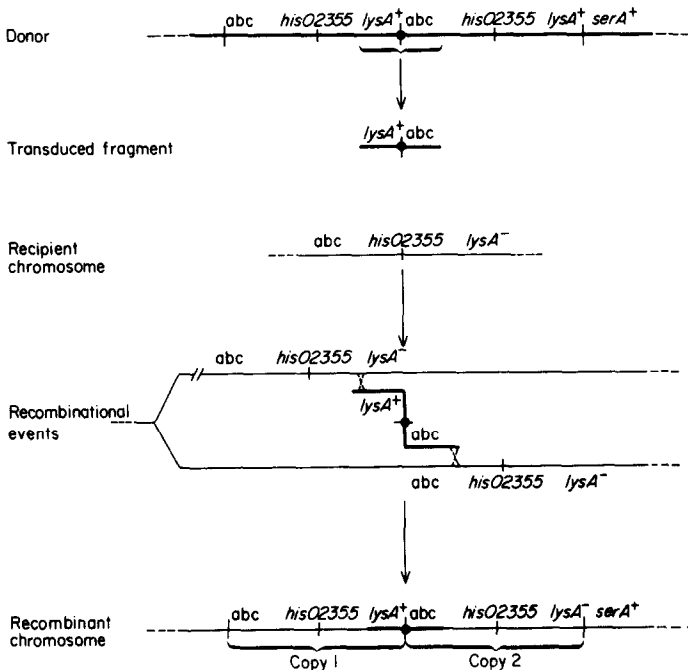 abc hisO2355 lysA+ abc hisO2355 lysA+ serA+
Donor
lysA+ abc
Transduced fragment
Recipient
chromosome
abc hisO2355 lysA−
abc hisO2355 lysA−
Recombinational
events
lysA+
abc
abc hisO2355 lysA−
Recombinant
chromosome
abc hisO2355 lysA+ abc hisO2355 lysA− serA+
Copy 1 Copy 2